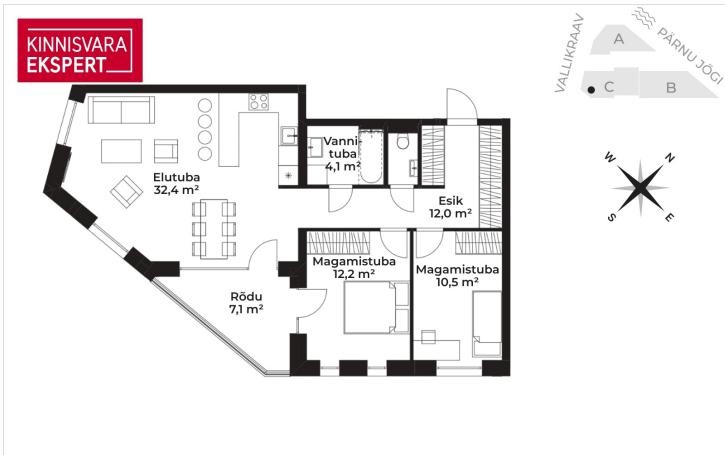 KINNISVARA
EKSPERT
VALLIKRAAV
PÄRNU JÕGI
A
C
B
W
N
S
E
Elutuba
32,4 m²
Vanni
tuba
4,1 m²
Esik
12,0 m²
Magamistuba
12,2 m²
Magamistuba
10,5 m²
Rõdu
7,1 m²